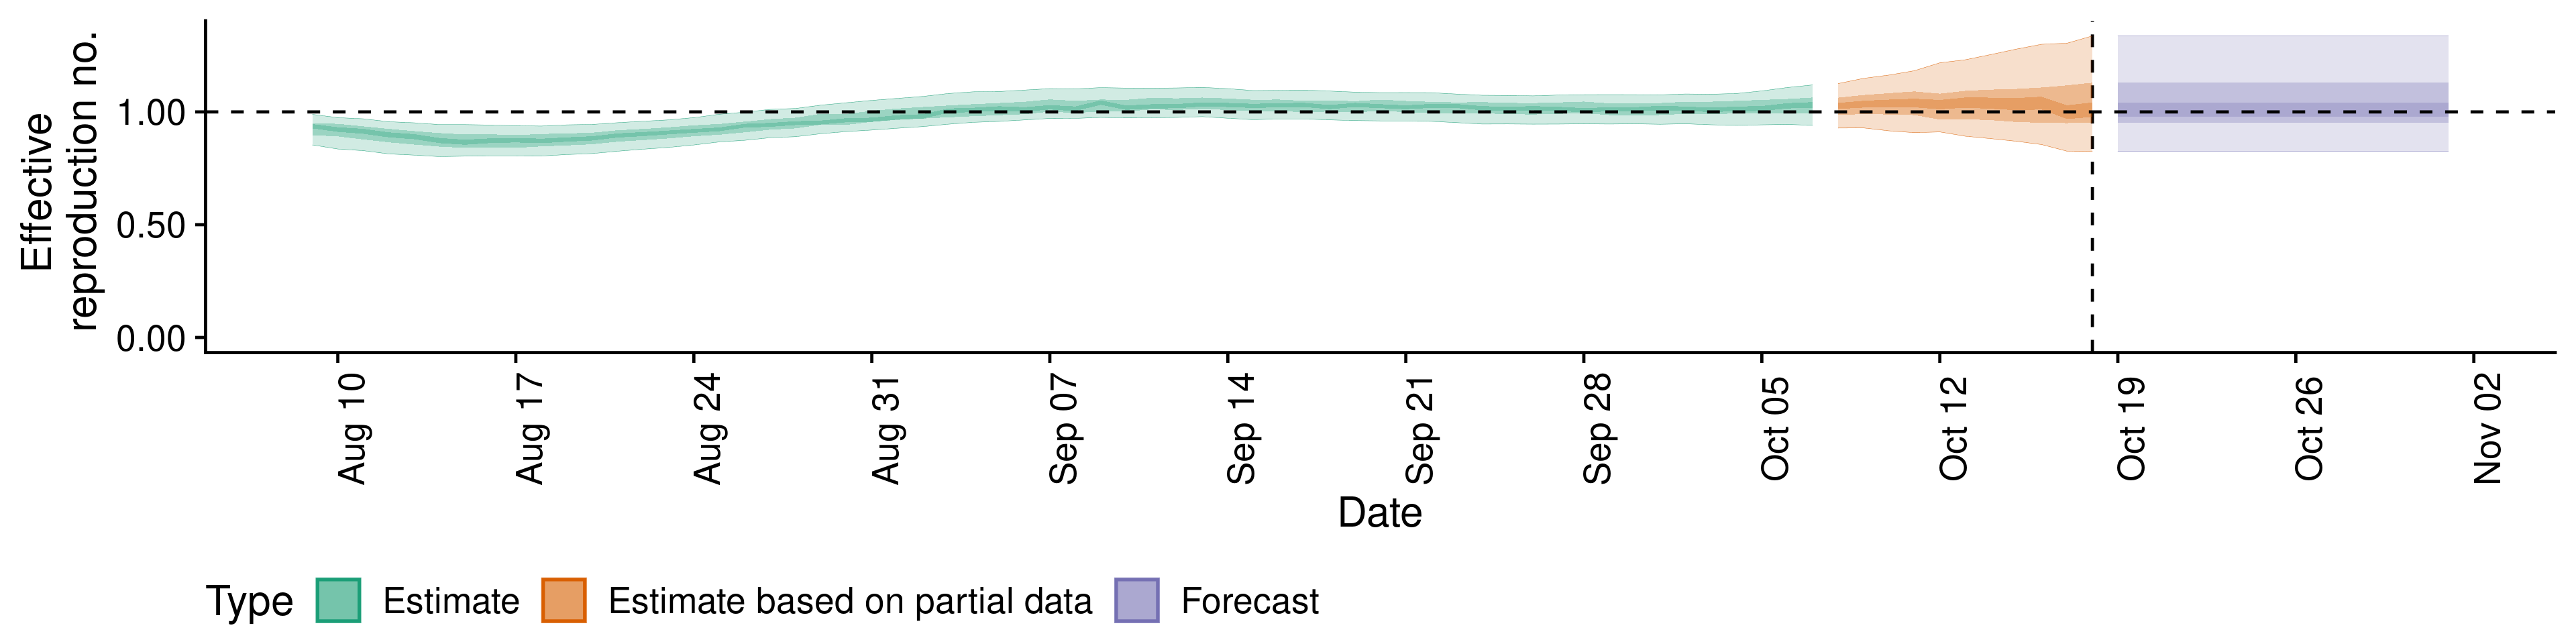 Effective
reproduction no.
1.00
0.50
0.00
Aug 10
Aug 17
Aug 24
Aug 31
Sep 07
Sep 14
Sep 21
Sep 28
Oct 05
Oct 12
Oct 19
Oct 26
Nov 02
Date
Type Estimate Estimate based on partial data Forecast